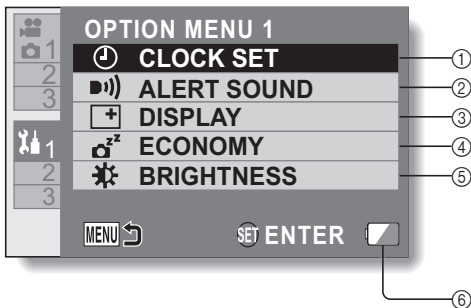 OPTION MENU 1
1
2
3
1
2
3
CLOCK SET ①
ALERT SOUND ②
DISPLAY ③
zz ECONOMY ④
BRIGHTNESS ⑤
MENU SET ENTER
⑥